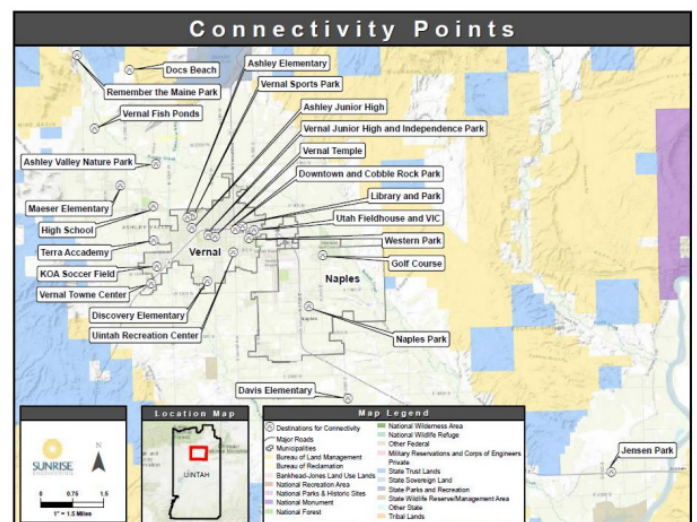 Connectivity Points
Docs Beach
Ashley Elementary
Remember the Maine Park
Vernal Sports Park
Vernal Fish Ponds
Ashley Junior High
Vernal Junior High and Independence Park
Vernal Temple
Ashley Valley Nature Park
Downtown and Cobble Rock Park
Library and Park
Maeser Elementary
Utah Fieldhouse and VIC
High School
Western Park
Terra Accademy
Vernal
Golf Course
KOA Soccer Field
Naples
Vernal Towne Center
Discovery Elementary
Uintah Recreation Center
Naples
Naples Park
Davis Elementary
Jensen Park
SUNRISE
N
0 0.75 1.5
1" = 1.5 Miles
Location Map
UINTAH
Map Legend
Destinations for Connectivity
Major Roads
Municipalities
Bureau of Land Management
Bureau of Reclamation
Bankhead-Jones Land Use Lands
National Recreation Area
National Parks & Historic Sites
National Monument
National Forest
National Wilderness Area
National Wildlife Refuge
Other Federal
Military Reservations and Corps of Engineers
Private
State Trust Lands
State Sovereign Land
State Parks and Recreation
State Wildlife Reserve/Management Area
Other State
Tribal Lands